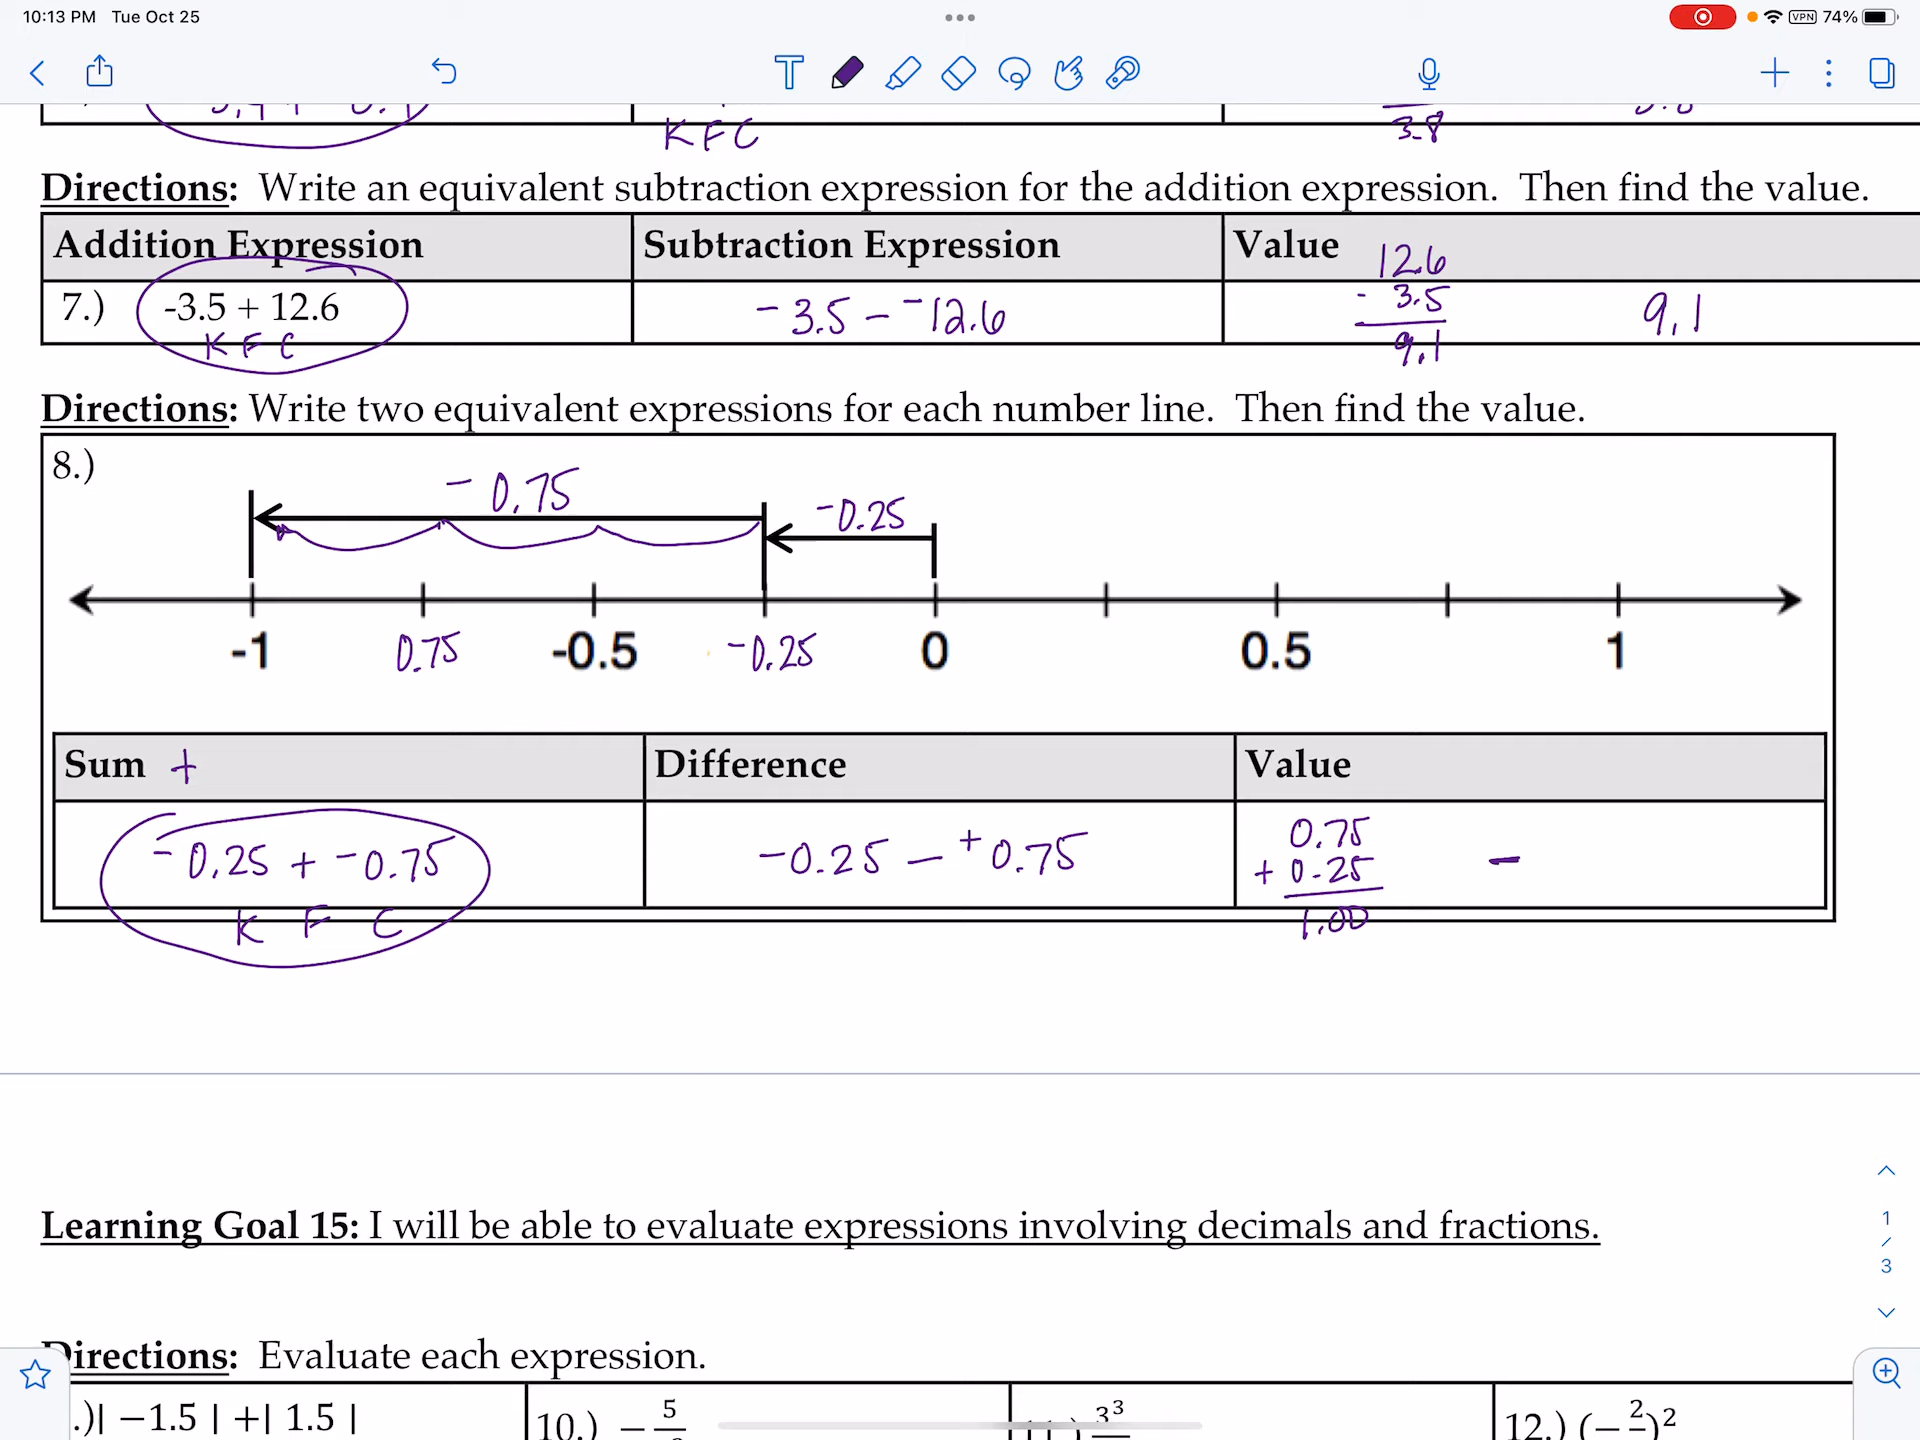 10:13 PM Tue Oct 25
VPN 74%
T
K F C
3.8
Directions: Write an equivalent subtraction expression for the addition expression. Then find the value.
Addition Expression Subtraction Expression Value 12.6
7.) -3.5 + 12.6 -3.5 - -12.6 - 3.5 9.1
K F C 9.1
Directions: Write two equivalent expressions for each number line. Then find the value.
8.)
-0.75 -0.25
-1 0.75 -0.5 -0.25 0 0.5 1
Sum + Difference Value
-0.25 + -0.75 -0.25 - +0.75 0.75
+ 0.25 -
K F C 1.00
Learning Goal 15: I will be able to evaluate expressions involving decimals and fractions.
1
/
3
Directions: Evaluate each expression.
.)| −1.5 | +| 1.5 | 10.) − 5 3³ 12.) (− 2 )²